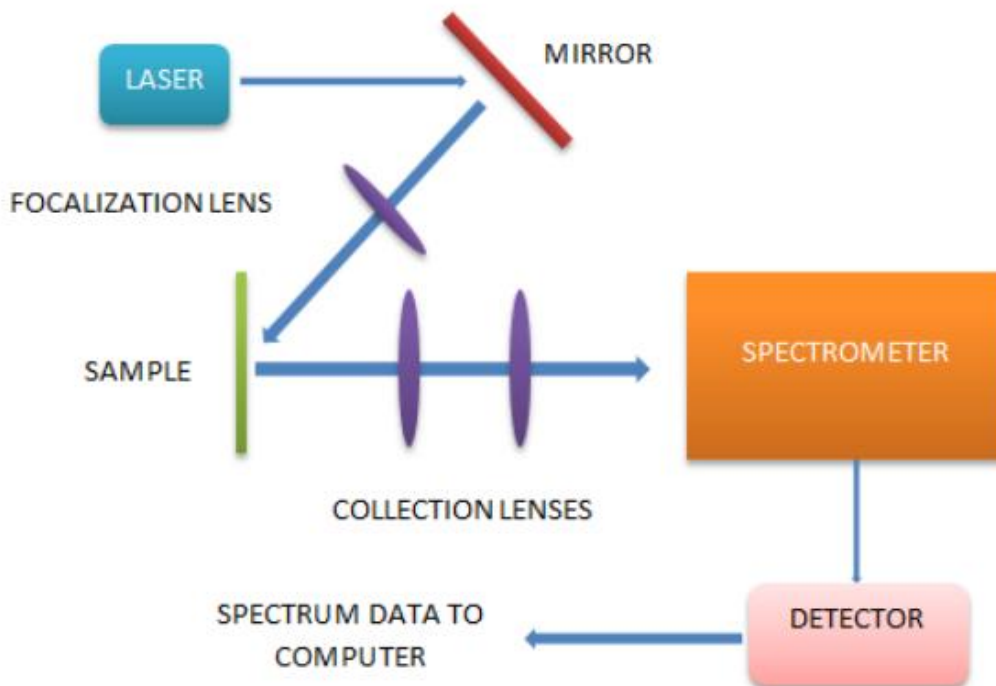 LASER
MIRROR
FOCALIZATION LENS
SAMPLE
SPECTROMETER
COLLECTION LENSES
DETECTOR
SPECTRUM DATA TO
COMPUTER